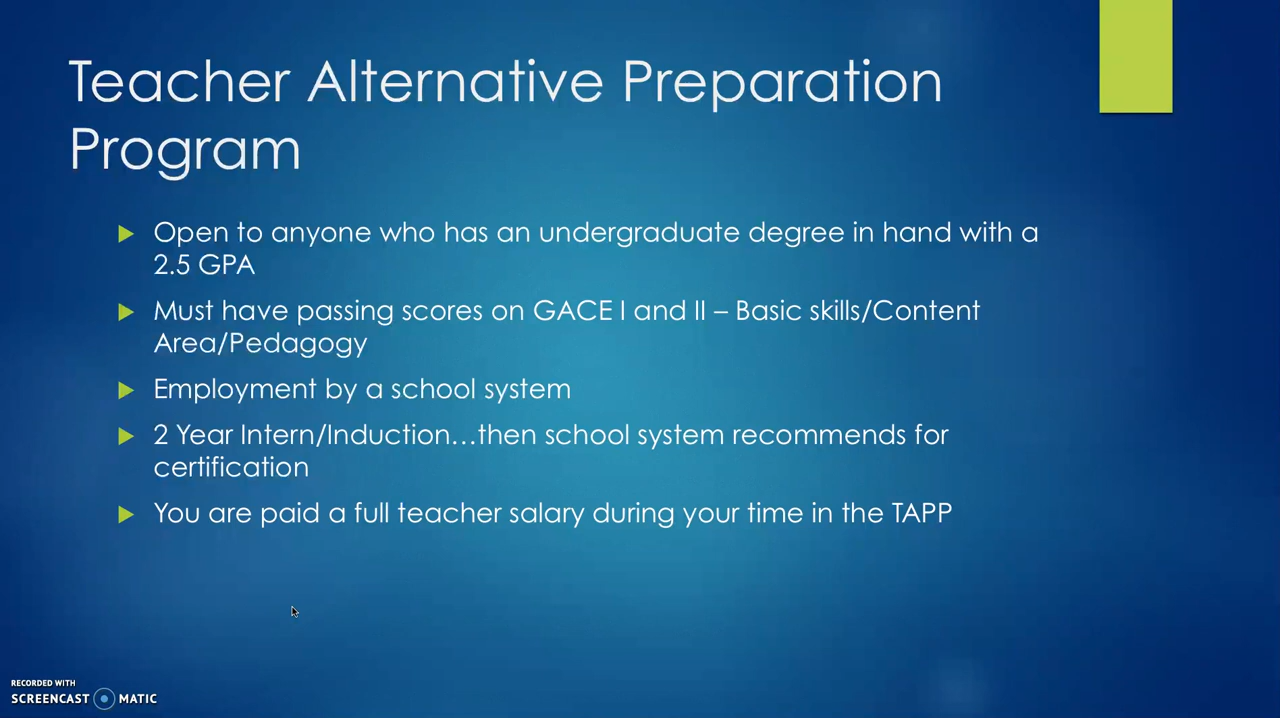 Teacher Alternative Preparation
Program
Open to anyone who has an undergraduate degree in hand with a
2.5 GPA
Must have passing scores on GACE I and II – Basic skills/Content
Area/Pedagogy
Employment by a school system
2 Year Intern/Induction…then school system recommends for
certification
You are paid a full teacher salary during your time in the TAPP
RECORDED WITH
SCREENCAST MATIC